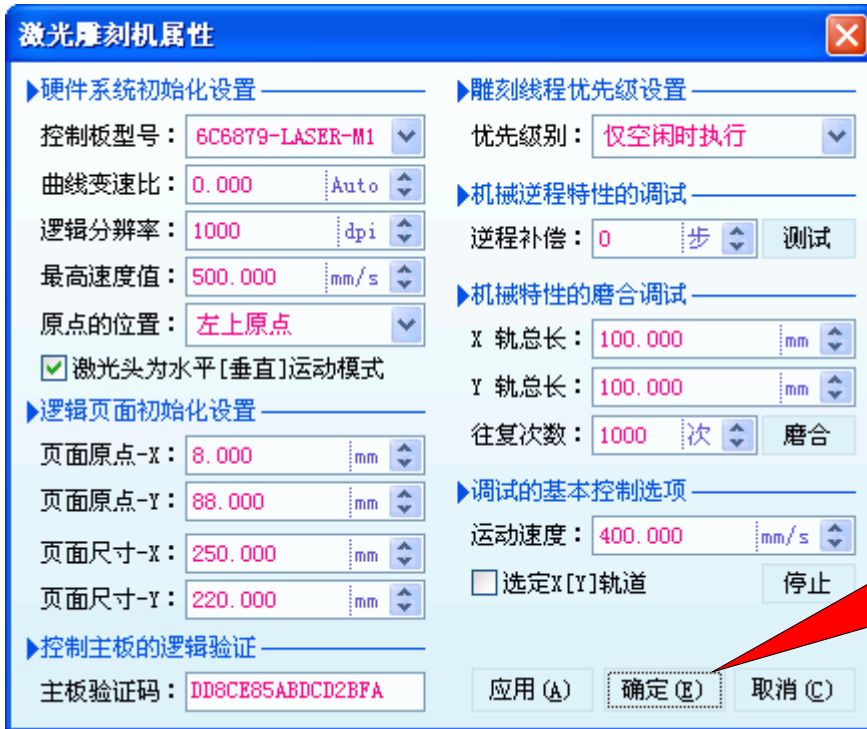 激光雕刻机属性
硬件系统初始化设置
控制板型号： 6C6879-LASER-M1
曲线变速比： 0.000 Auto
逻辑分辨率： 1000 dpi
最高速度值： 500.000 mm/s
原点的位置： 左上原点
激光头为水平[垂直]运动模式
逻辑页面初始化设置
页面原点-X： 8.000 mm
页面原点-Y： 88.000 mm
页面尺寸-X： 250.000 mm
页面尺寸-Y： 220.000 mm
控制主板的逻辑验证
主板验证码： DD8CE85ABDCD2BFA
雕刻线程优先级设置
优先级别： 仅空闲时执行
机械逆程特性的调试
逆程补偿： 0 步 测试
机械特性的磨合调试
X 轨总长： 100.000 mm
Y 轨总长： 100.000 mm
往复次数： 1000 次 磨合
调试的基本控制选项
运动速度： 400.000 mm/s
选定X[Y]轨道 停止
应用(A) 确定(E) 取消(C)